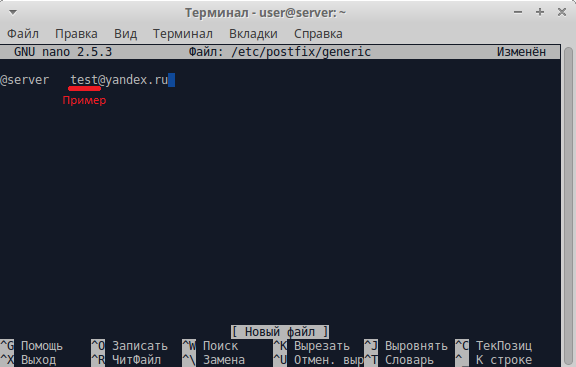 Терминал - user@server: ~
Файл Правка Вид Терминал Вкладки Справка
GNU nano 2.5.3 Файл: /etc/postfix/generic Изменён
@server test@yandex.ru
Пример
[ Новый файл ]
^G Помощь ^O Записать ^W Поиск ^K Вырезать ^J Выровнять ^C ТекПозиц
^X Выход ^R ЧитФайл ^\ Замена ^U Отмен. выр ^T Словарь ^_ К строке